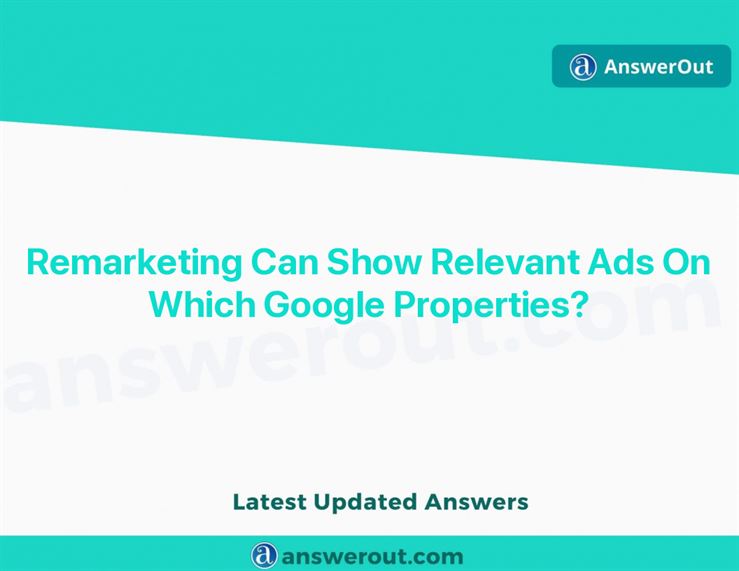 AnswerOut
Remarketing Can Show Relevant Ads On
Which Google Properties?
answerout.com
Latest Updated Answers
answerout.com